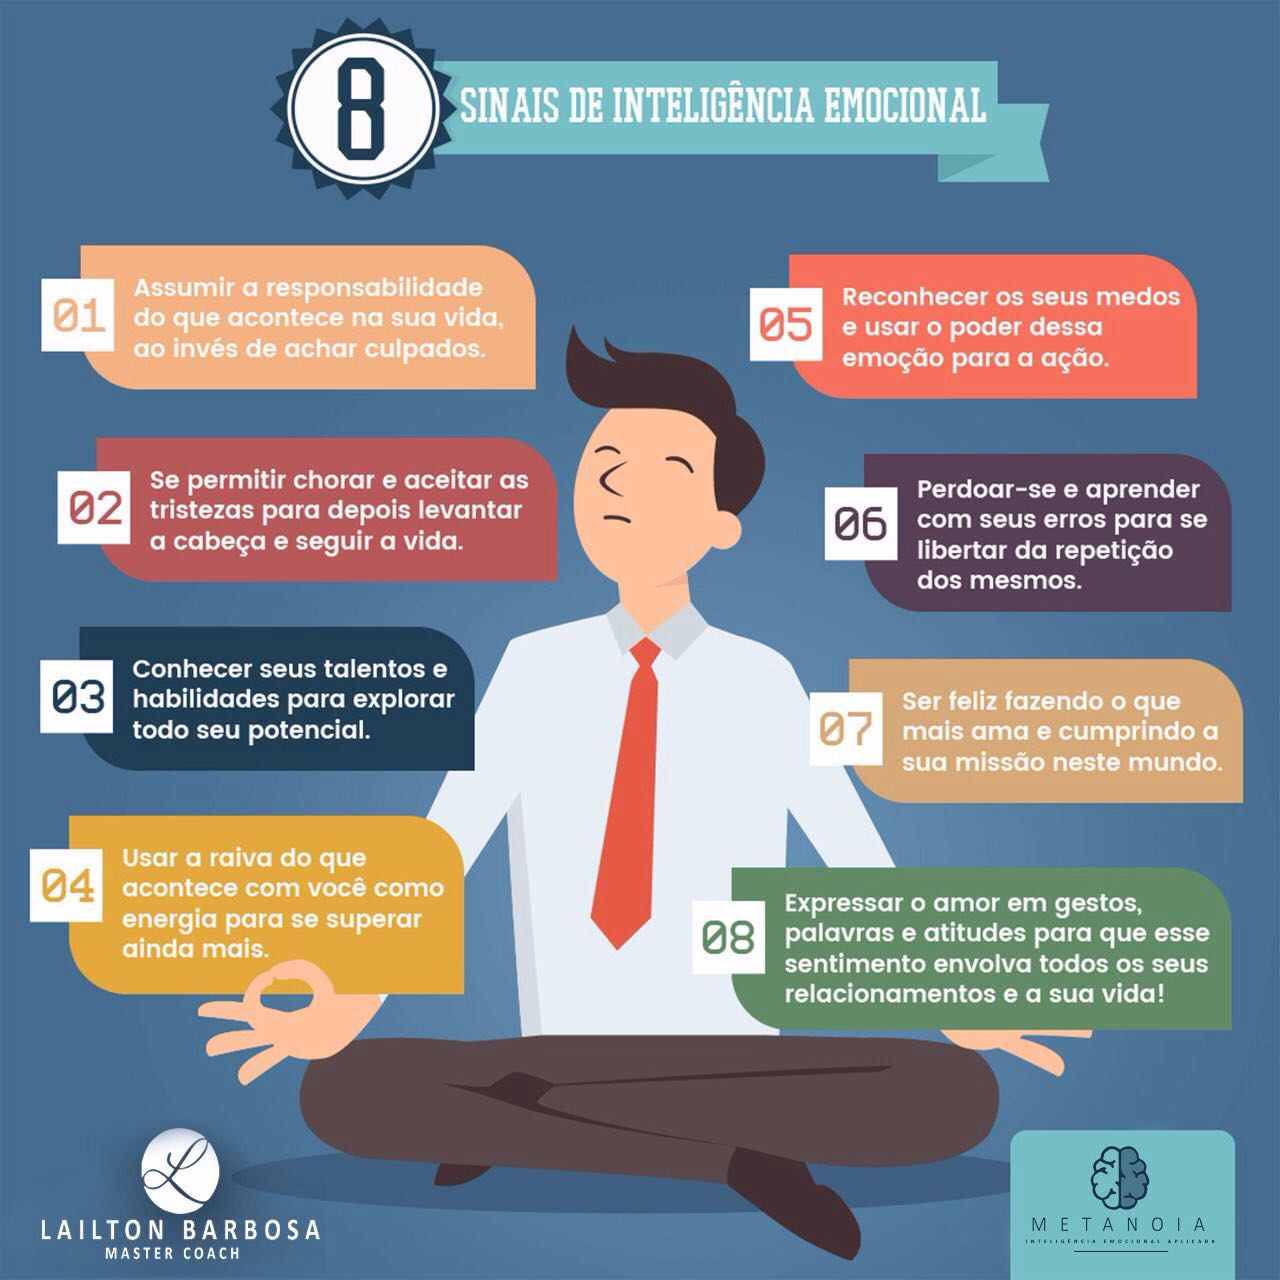 8
SINAIS DE INTELIGÊNCIA EMOCIONAL
01
Assumir a responsabilidade
do que acontece na sua vida,
ao invés de achar culpados.
02
Se permitir chorar e aceitar as
tristezas para depois levantar
a cabeça e seguir a vida.
03
Conhecer seus talentos e
habilidades para explorar
todo seu potencial.
04
Usar a raiva do que
acontece com você como
energia para se superar
ainda mais.
05
Reconhecer os seus medos
e usar o poder dessa
emoção para a ação.
06
Perdoar-se e aprender
com seus erros para se
libertar da repetição
dos mesmos.
07
Ser feliz fazendo o que
mais ama e cumprindo a
sua missão neste mundo.
08
Expressar o amor em gestos,
palavras e atitudes para que esse
sentimento envolva todos os seus
relacionamentos e a sua vida!
L
LAILTON BARBOSA
MASTER COACH
METANOIA
INTELIGÊNCIA EMOCIONAL APLICADA